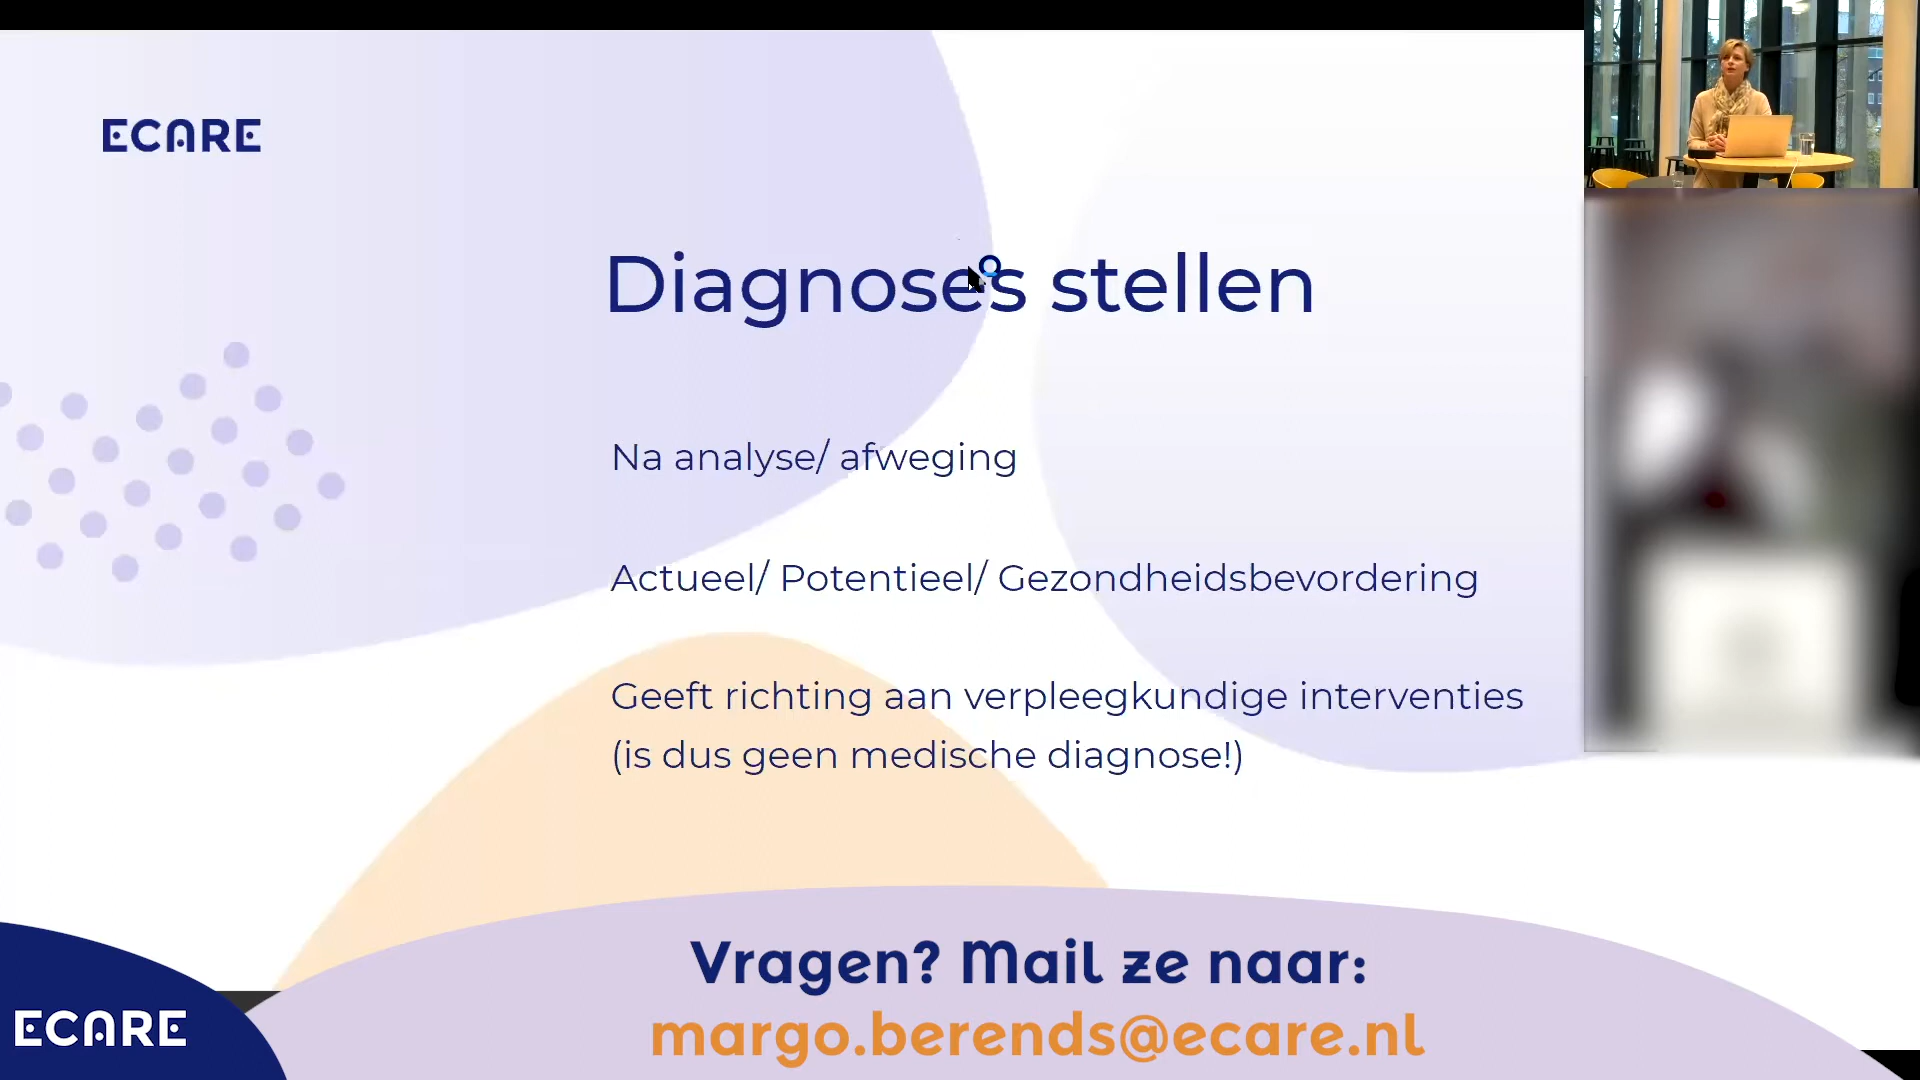 ECARE
Diagnoses stellen
Na analyse/ afweging
Actueel/ Potentieel/ Gezondheidsbevordering
Geeft richting aan verpleegkundige interventies
(is dus geen medische diagnose!)
Vragen? Mail ze naar:
margo.berends@ecare.nl
ECARE